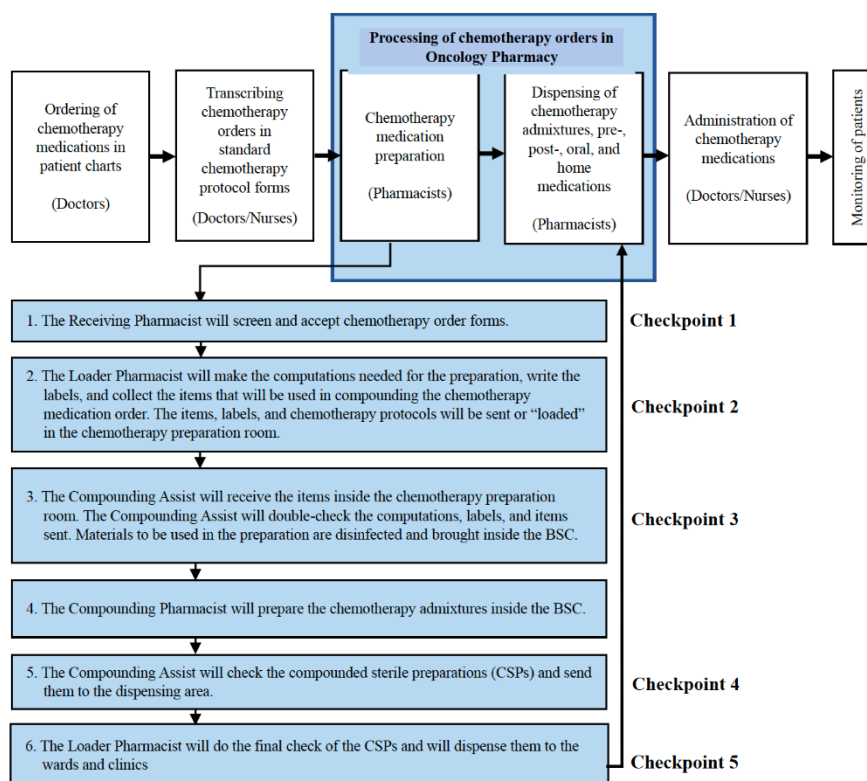 Processing of chemotherapy orders in
Oncology Pharmacy
Ordering of
chemotherapy
medications in
patient charts
(Doctors)
Transcribing
chemotherapy
orders in
standard
chemotherapy
protocol forms
(Doctors/Nurses)
Chemotherapy
medication
preparation
(Pharmacists)
Dispensing of
chemotherapy
admixtures, pre-,
post-, oral, and
home
medications
(Pharmacists)
Administration of
chemotherapy
medications
(Doctors/Nurses)
Monitoring of patients
1. The Receiving Pharmacist will screen and accept chemotherapy order forms.
Checkpoint 1
2. The Loader Pharmacist will make the computations needed for the preparation, write the
labels, and collect the items that will be used in compounding the chemotherapy
medication order. The items, labels, and chemotherapy protocols will be sent or “loaded”
in the chemotherapy preparation room.
Checkpoint 2
3. The Compounding Assist will receive the items inside the chemotherapy preparation
room. The Compounding Assist will double-check the computations, labels, and items
sent. Materials to be used in the preparation are disinfected and brought inside the BSC.
Checkpoint 3
4. The Compounding Pharmacist will prepare the chemotherapy admixtures inside the BSC.
5. The Compounding Assist will check the compounded sterile preparations (CSPs) and send
them to the dispensing area.
Checkpoint 4
6. The Loader Pharmacist will do the final check of the CSPs and will dispense them to the
wards and clinics
Checkpoint 5